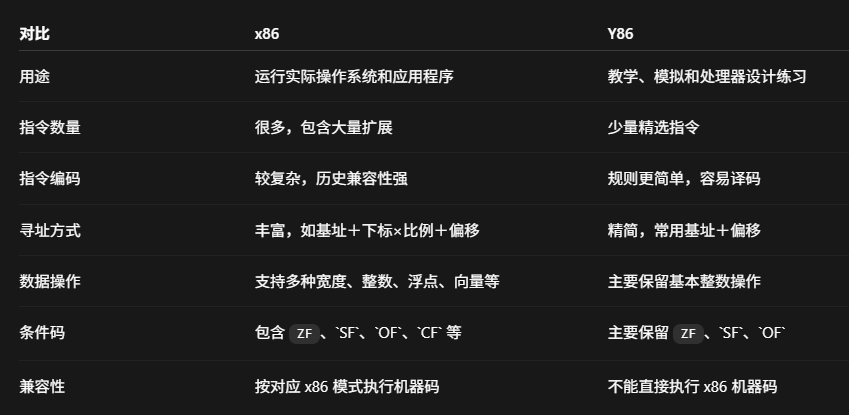 对比 x86 Y86
用途 运行实际操作系统和应用程序 教学、模拟和处理器设计练习
指令数量 很多，包含大量扩展 少量精选指令
指令编码 较复杂，历史兼容性强 规则更简单，容易译码
寻址方式 丰富，如基址＋下标×比例＋偏移 精简，常用基址＋偏移
数据操作 支持多种宽度、整数、浮点、向量等 主要保留基本整数操作
条件码 包含 ZF、`SF`、`OF`、`CF` 等 主要保留 ZF、`SF`、`OF`
兼容性 按对应 x86 模式执行机器码 不能直接执行 x86 机器码